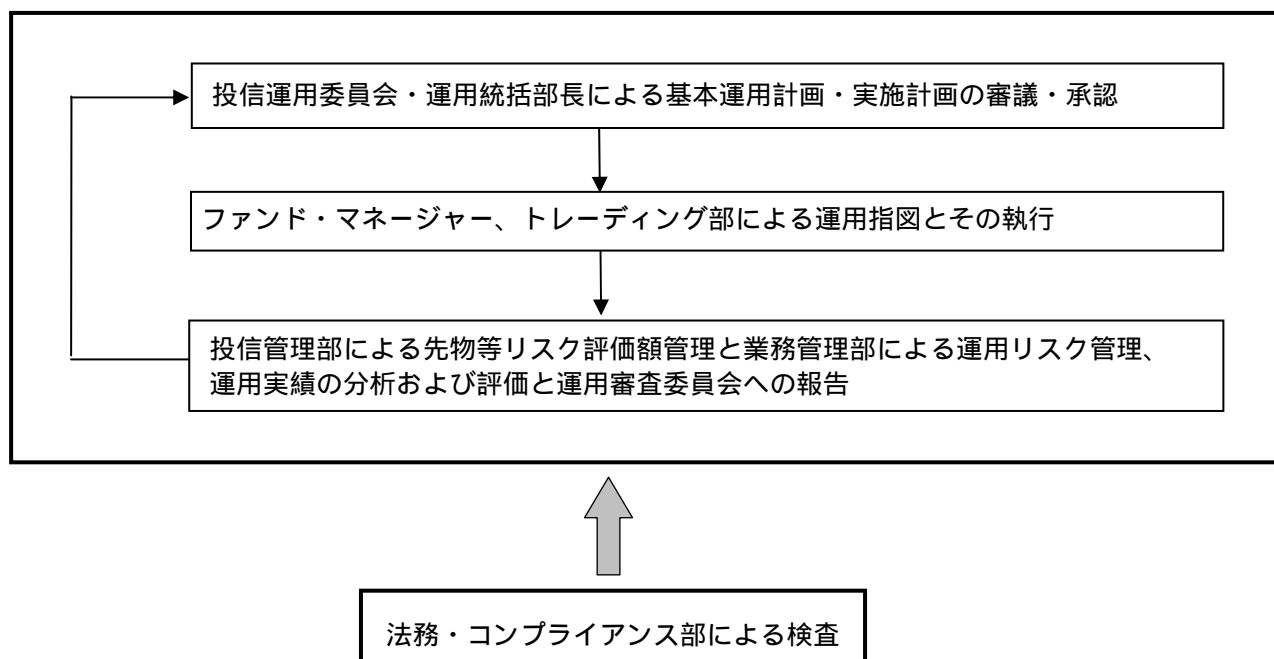 投信運用委員会・運用統括部長による基本運用計画・実施計画の審議・承認
ファンド・マネージャー、トレーディング部による運用指図とその執行
投信管理部による先物等リスク評価額管理と業務管理部による運用リスク管理、
運用実績の分析および評価と運用審査委員会への報告
法務・コンプライアンス部による検査